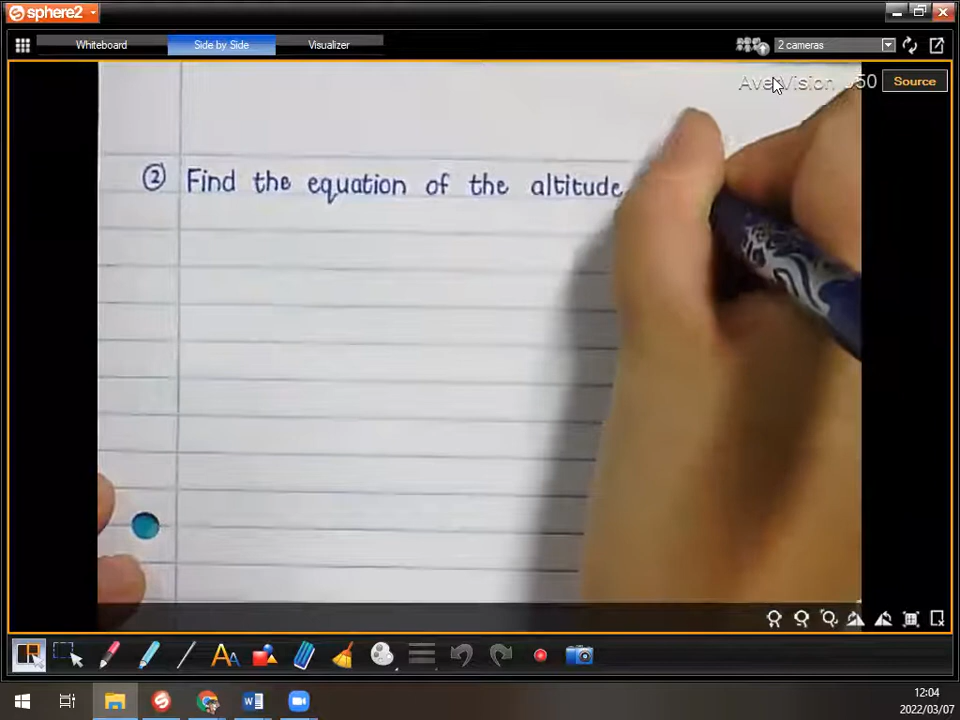 sphere2
Whiteboard
Side by Side
Visualizer
2 cameras
Source
② Find the equation of the altitude
12:04
2022/03/07